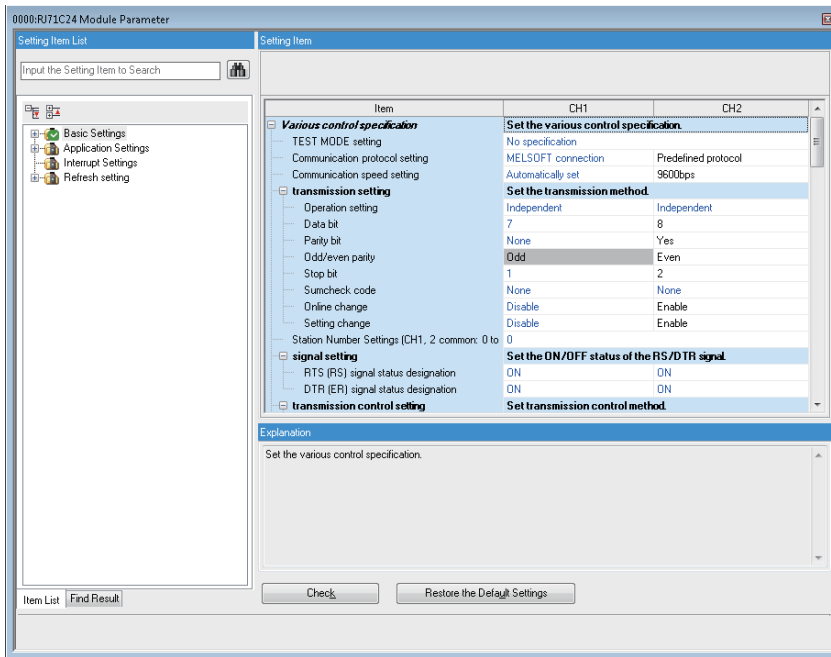 0000:RJ71C24 Module Parameter
Setting Item List
Input the Setting Item to Search
Basic Settings
Application Settings
Interrupt Settings
Refresh setting
Item List Find Result
Setting Item
Item CH1 CH2
Various control specification Set the various control specification.
TEST MODE setting No specification
Communication protocol setting MELSOFT connection Predefined protocol
Communication speed setting Automatically set 9600bps
transmission setting Set the transmission method.
Operation setting Independent Independent
Data bit 7 8
Parity bit None Yes
Odd/even parity Odd Even
Stop bit 1 2
Sumcheck code None None
Online change Disable Enable
Setting change Disable Enable
Station Number Settings (CH1, 2 common: 0 to 0
signal setting Set the ON/OFF status of the RS/DTR signal.
RTS (RS) signal status designation ON ON
DTR (ER) signal status designation ON ON
transmission control setting Set transmission control method.
Explanation
Set the various control specification.
Check Restore the Default Settings